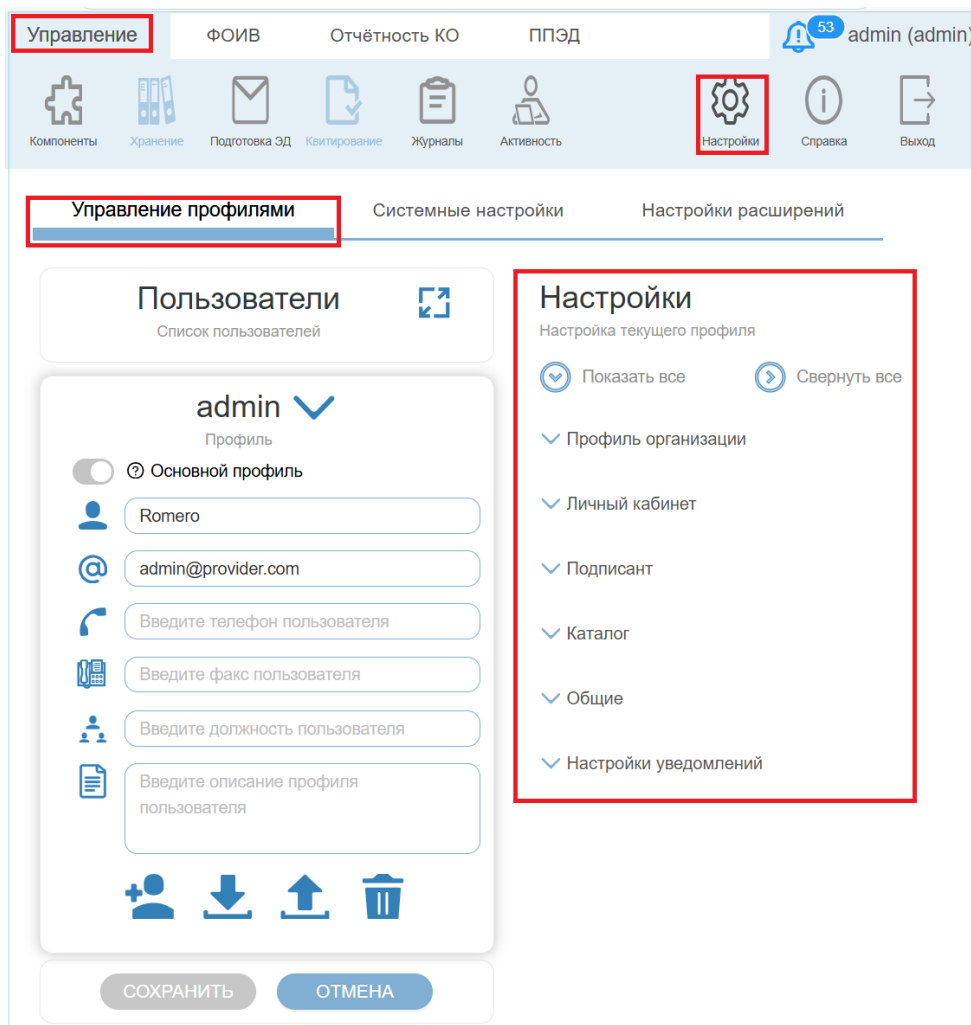 Управление ФОИВ Отчётность КО ППЭД 53 admin (admin)
Компоненты Хранение Подготовка ЭД Квитирование Журналы Активность Настройки Справка Выход
Управление профилями Системные настройки Настройки расширений
Пользователи
Список пользователей
admin
Профиль
Основной профиль
Romero
admin@provider.com
Введите телефон пользователя
Введите факс пользователя
Введите должность пользователя
Введите описание профиля
пользователя
СОХРАНИТЬ ОТМЕНА
Настройки
Настройка текущего профиля
Показать все Свернуть все
Профиль организации
Личный кабинет
Подписант
Каталог
Общие
Настройки уведомлений